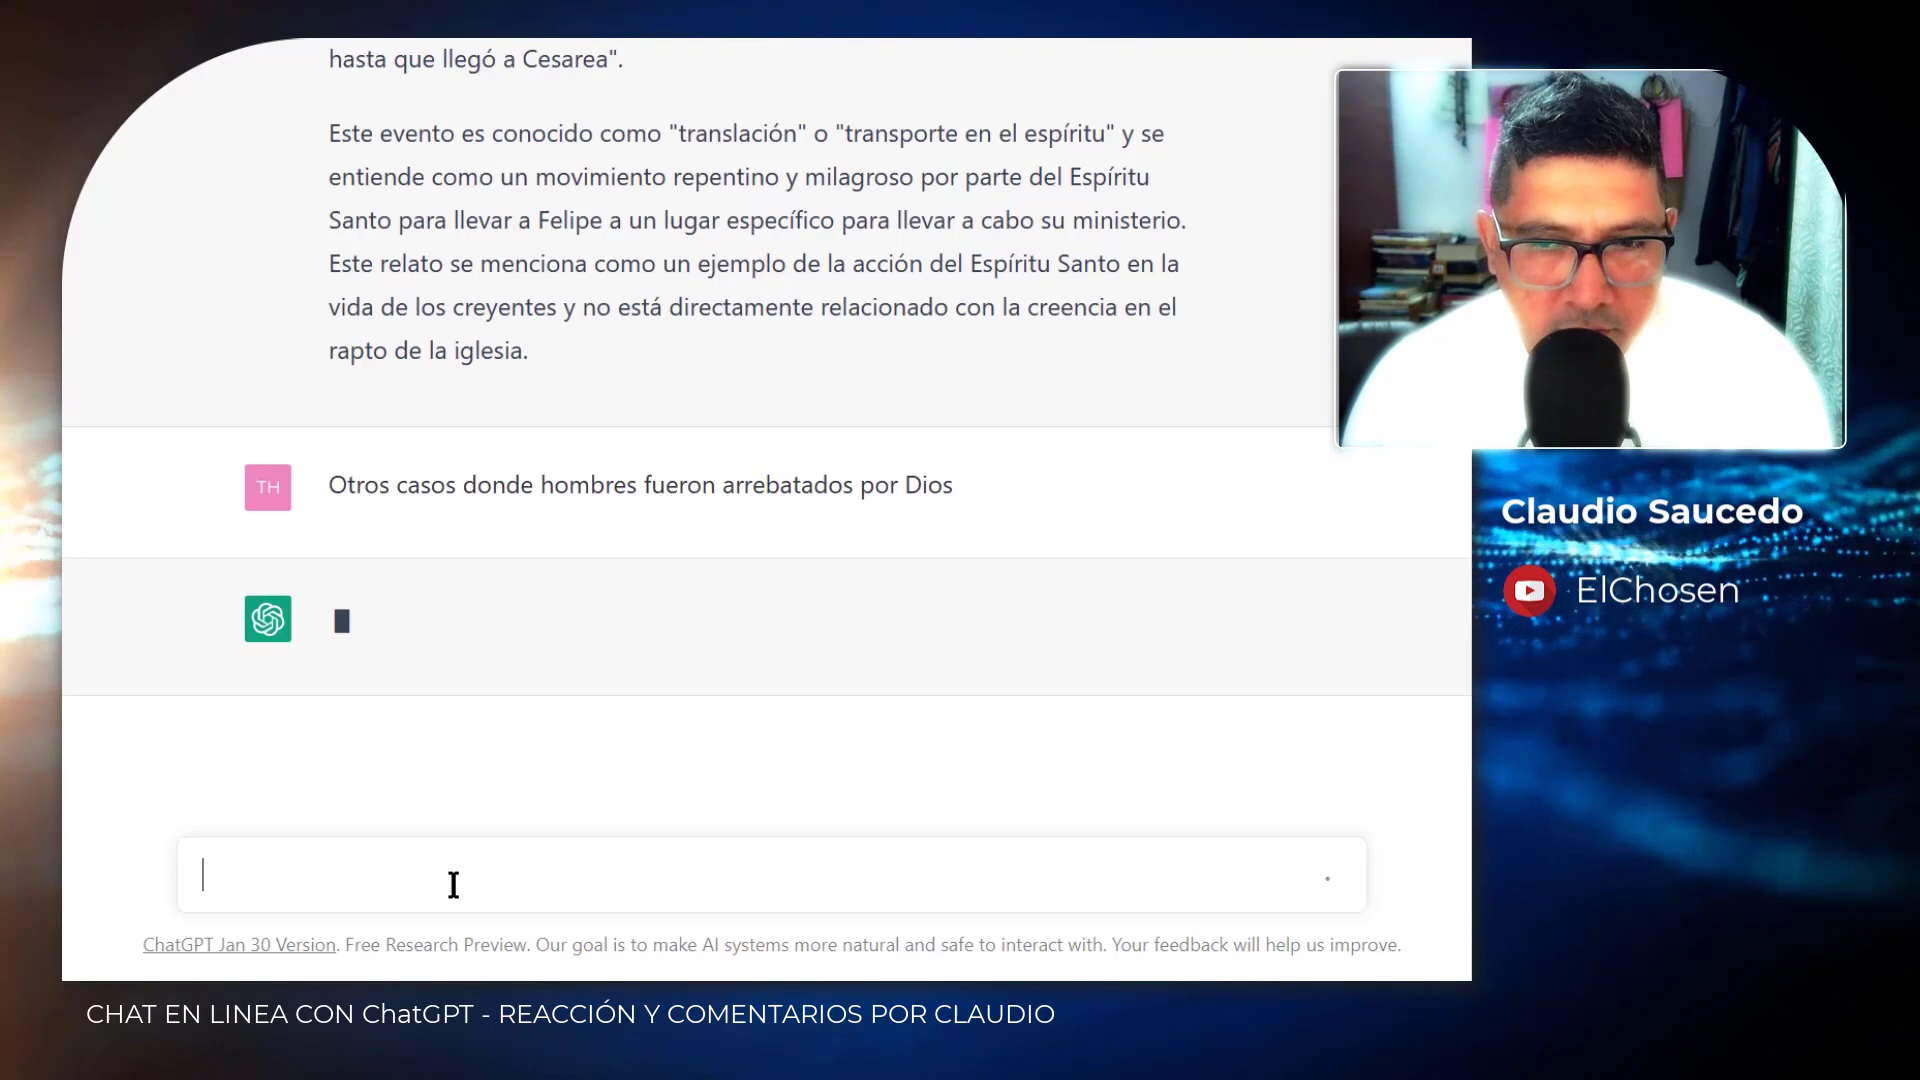 hasta que llegó a Cesarea".
Este evento es conocido como "translación" o "transporte en el espíritu" y se
entiende como un movimiento repentino y milagroso por parte del Espíritu
Santo para llevar a Felipe a un lugar específico para llevar a cabo su ministerio.
Este relato se menciona como un ejemplo de la acción del Espíritu Santo en la
vida de los creyentes y no está directamente relacionado con la creencia en el
rapto de la iglesia.
TH
Otros casos donde hombres fueron arrebatados por Dios
Claudio Saucedo
ElChosen
ChatGPT Jan 30 Version. Free Research Preview. Our goal is to make AI systems more natural and safe to interact with. Your feedback will help us improve.
CHAT EN LINEA CON ChatGPT - REACCIÓN Y COMENTARIOS POR CLAUDIO